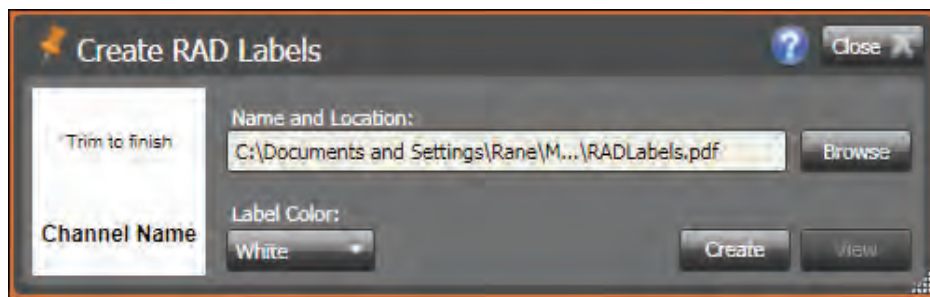 Create RAD Labels
? Close X
Trim to finish
Channel Name
Name and Location:
C:\Documents and Settings\Rane\M...\RADLabels.pdf
Browse
Label Color:
White
Create
View